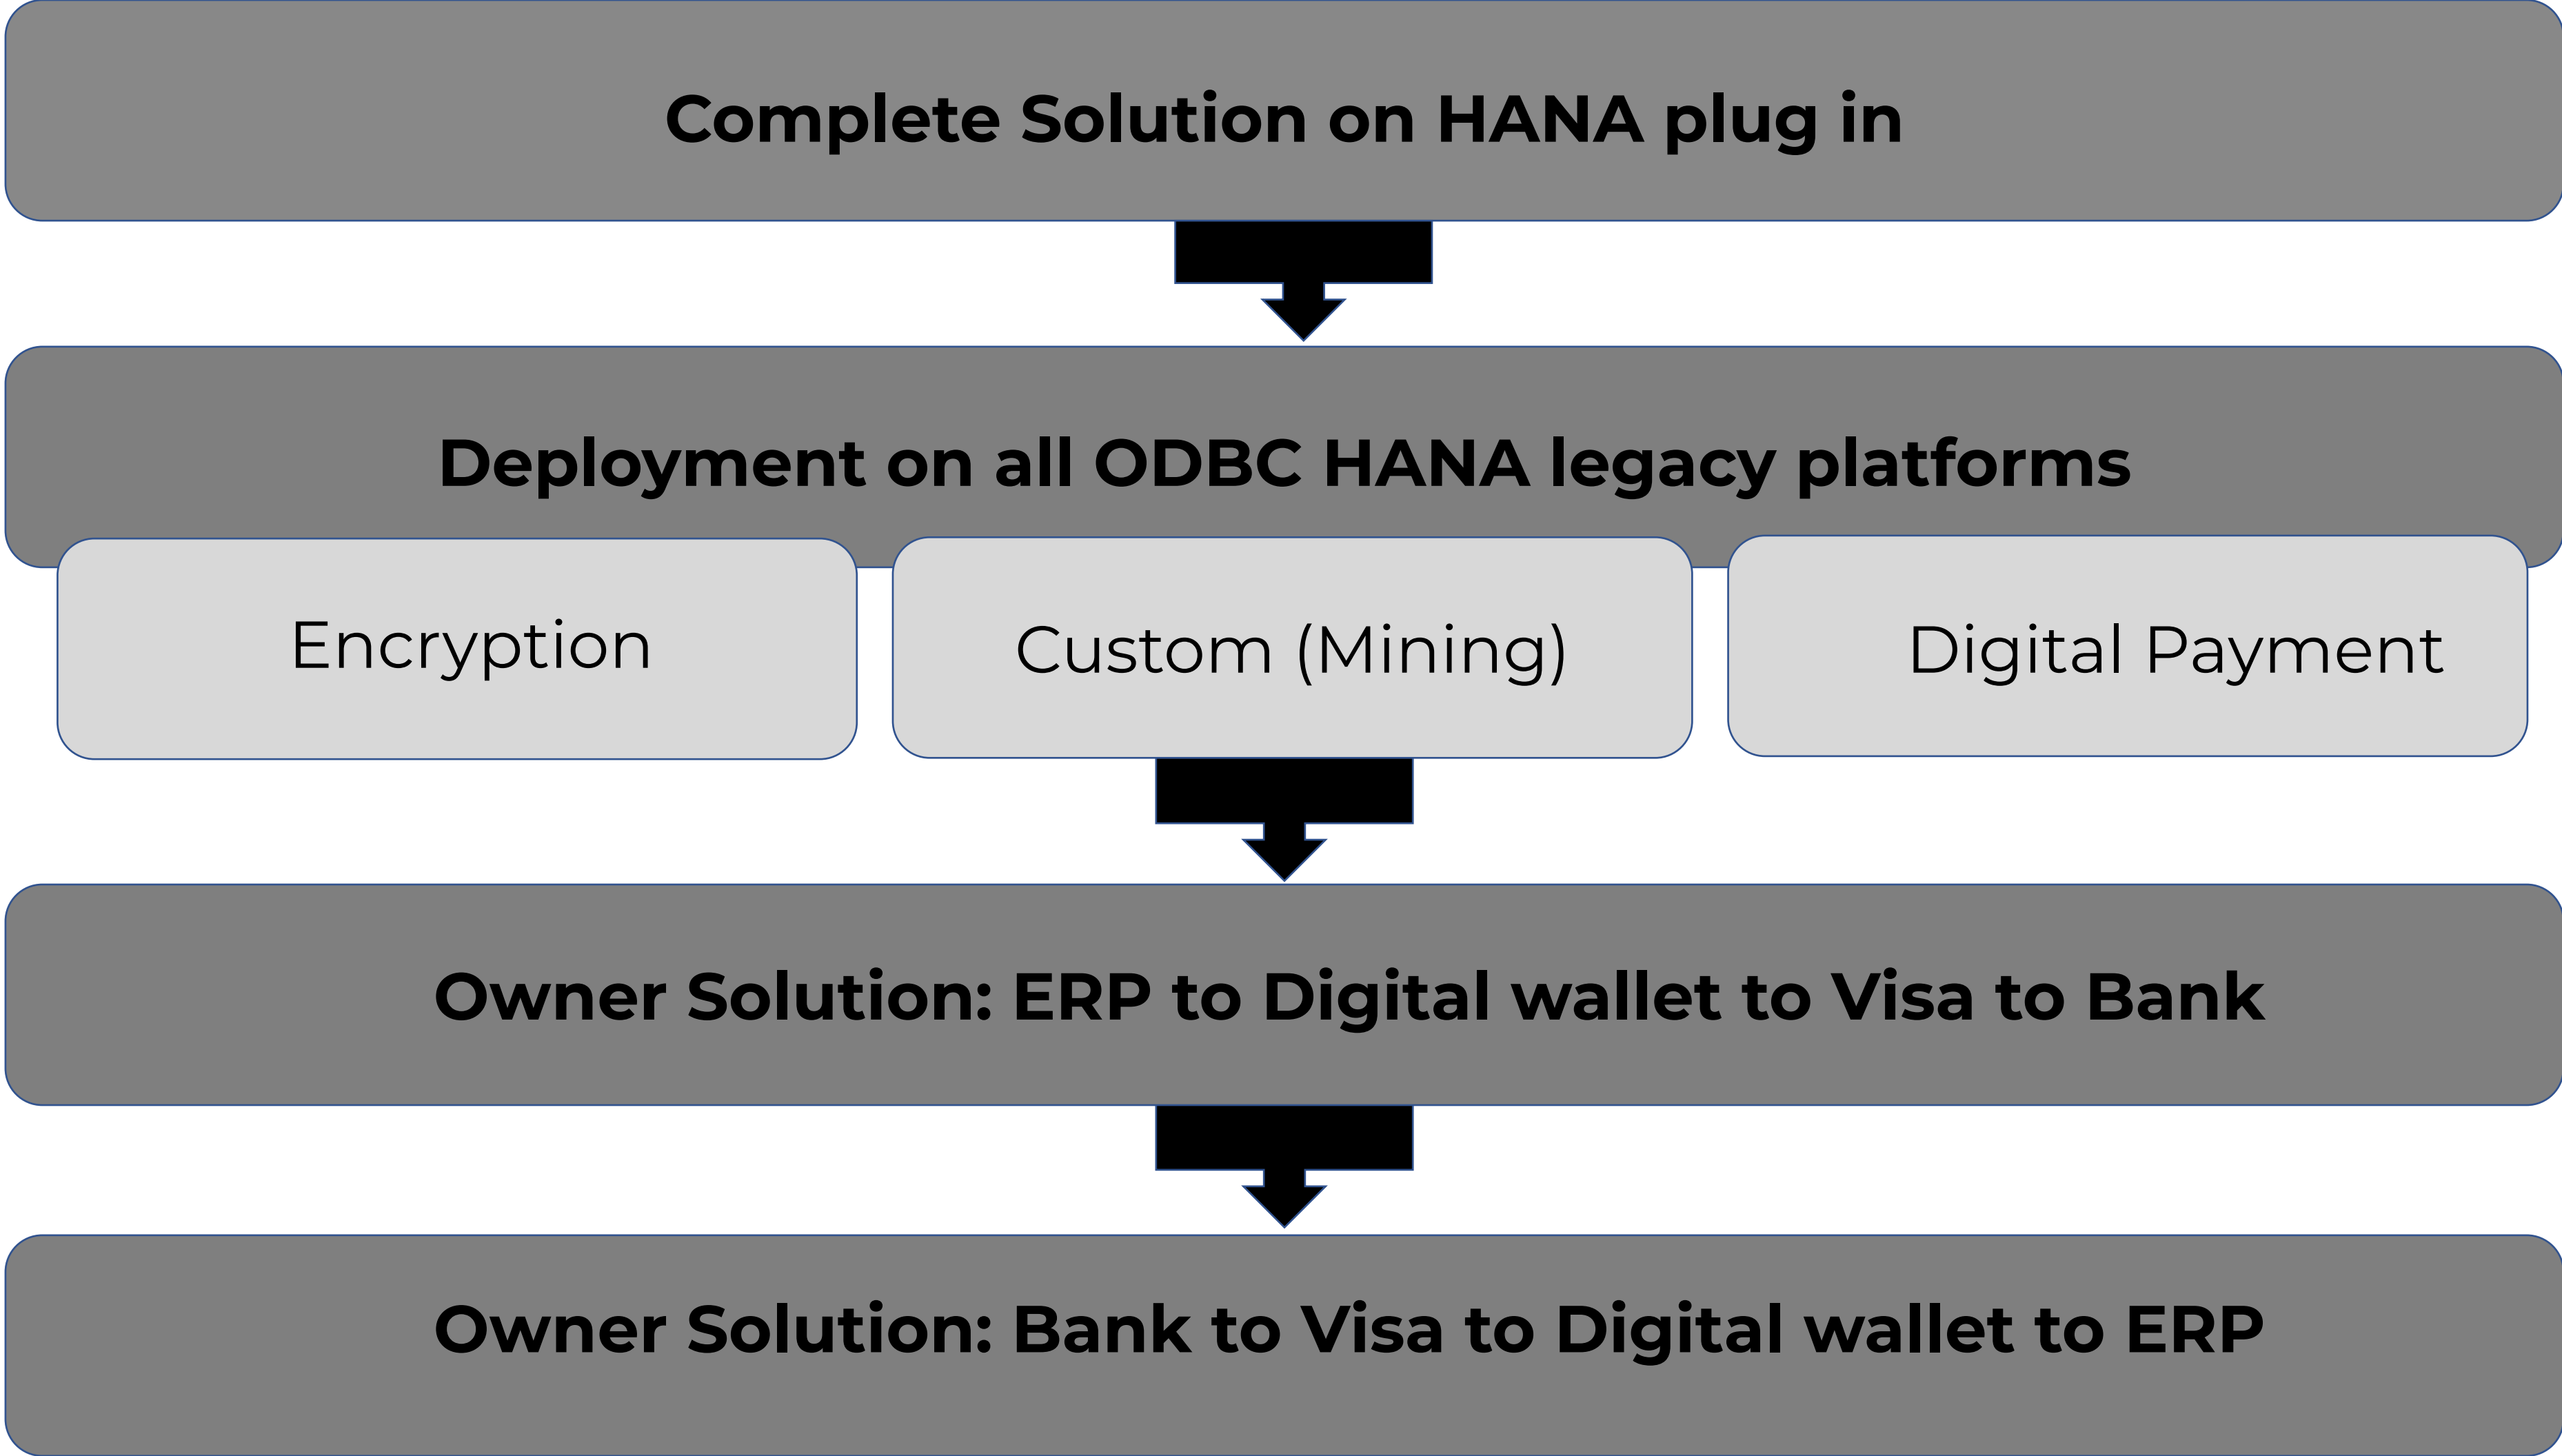 Complete Solution on HANA plug in
Deployment on all ODBC HANA legacy platforms
Encryption
Custom (Mining)
Digital Payment
Owner Solution: ERP to Digital wallet to Visa to Bank
Owner Solution: Bank to Visa to Digital wallet to ERP